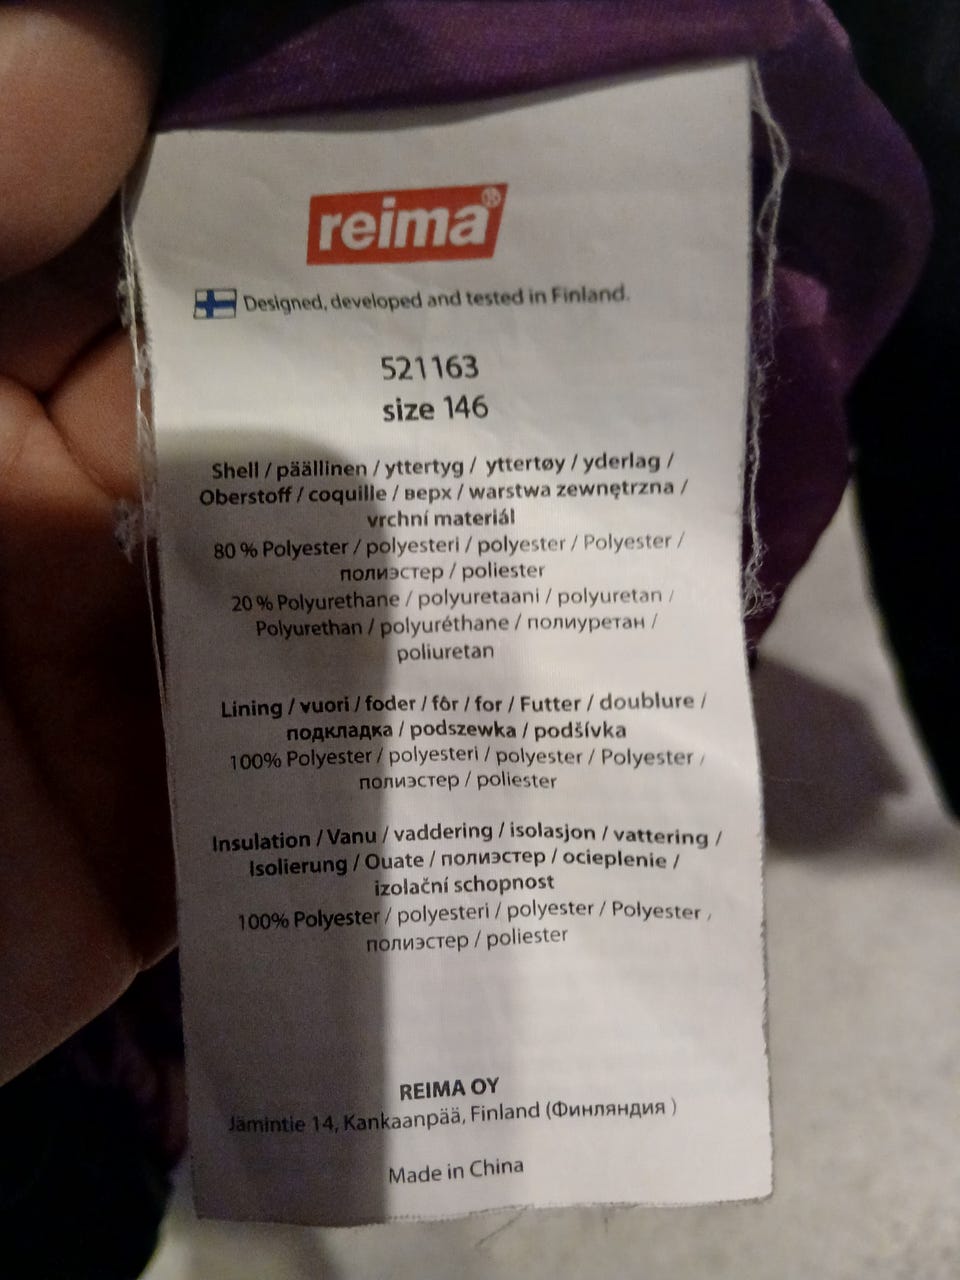 reima®
Designed, developed and tested in Finland.
521163
size 146
Shell / päällinen / yttertyg / yttertøy / yderlag /
Oberstoff / coquille / верх / warstwa zewnętrzna /
vrchní materiál
80 % Polyester / polyesteri / polyester / Polyester /
полиэстер / poliester
20 % Polyurethane / polyuretaani / polyuretan /
Polyurethan / polyuréthane / полиуретан /
poliuretan
Lining / vuori / foder / fôr / for / Futter / doublure /
подкладка / podszewka / podšívka
100% Polyester / polyesteri / polyester / Polyester /
полиэстер / poliester
Insulation / Vanu / vaddering / isolasjon / vattering /
Isolierung / Ouate / полиэстер / ocieplenie /
izolační schopnost
100% Polyester / polyesteri / polyester / Polyester /
полиэстер / poliester
REIMA OY
Jämintie 14, Kankaanpää, Finland (Финляндия )
Made in China